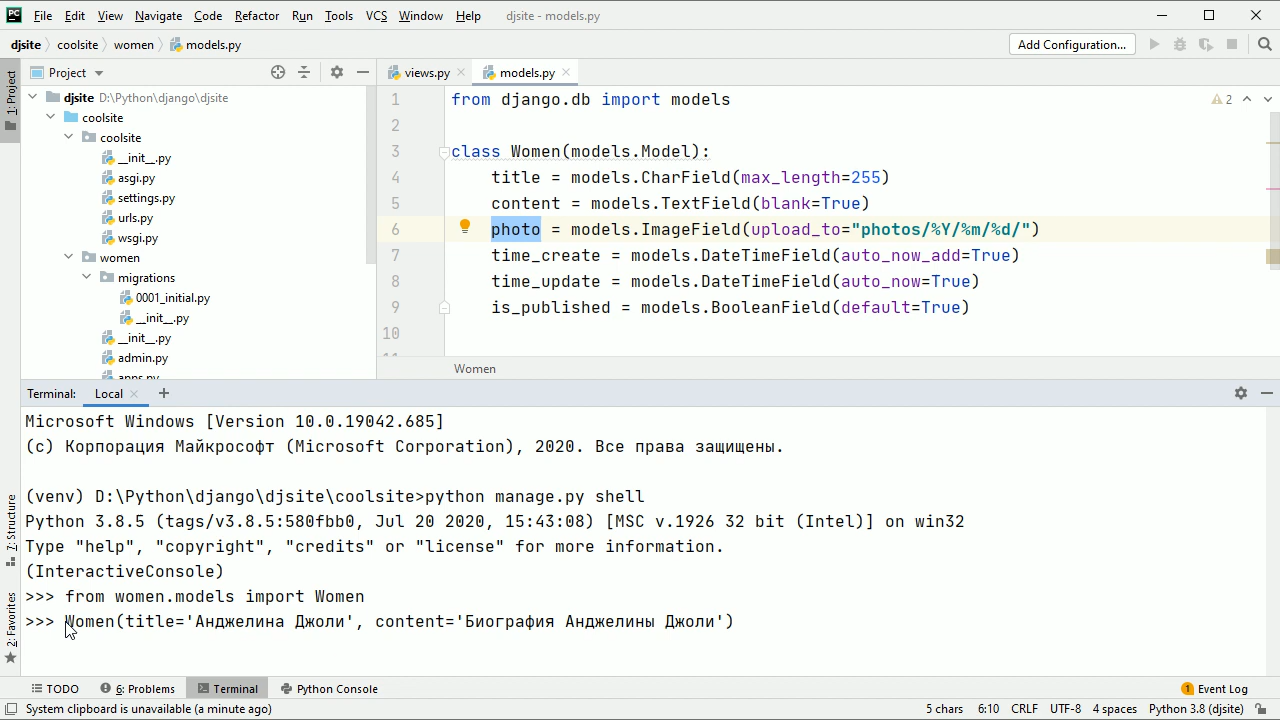 File Edit View Navigate Code Refactor Run Tools VCS Window Help djsite - models.py
djsite coolsite women models.py Add Configuration...
Project views.py models.py
1: Project
djsite D:\Python\django\djsite
coolsite
coolsite
__init__.py
asgi.py
settings.py
urls.py
wsgi.py
women
migrations
0001_initial.py
__init__.py
__init__.py
admin.py
apps.py
1 from django.db import models 2
2
3 class Women(models.Model):
4 title = models.CharField(max_length=255)
5 content = models.TextField(blank=True)
6 photo = models.ImageField(upload_to="photos/%Y/%m/%d/")
7 time_create = models.DateTimeField(auto_now_add=True)
8 time_update = models.DateTimeField(auto_now=True)
9 is_published = models.BooleanField(default=True)
10
11
Women
Terminal: Local
Microsoft Windows [Version 10.0.19042.685]
(c) Корпорация Майкрософт (Microsoft Corporation), 2020. Все права защищены.
(venv) D:\Python\django\djsite\coolsite>python manage.py shell
Python 3.8.5 (tags/v3.8.5:580fbb0, Jul 20 2020, 15:43:08) [MSC v.1926 32 bit (Intel)] on win32
Type "help", "copyright", "credits" or "license" for more information.
(InteractiveConsole)
>>> from women.models import Women
>>> Women(title='Анджелина Джоли', content='Биография Анджелины Джоли')
Z: Structure
2: Favorites
TODO 6: Problems Terminal Python Console 1 Event Log
System clipboard is unavailable (a minute ago) 5 chars 6:10 CRLF UTF-8 4 spaces Python 3.8 (djsite)